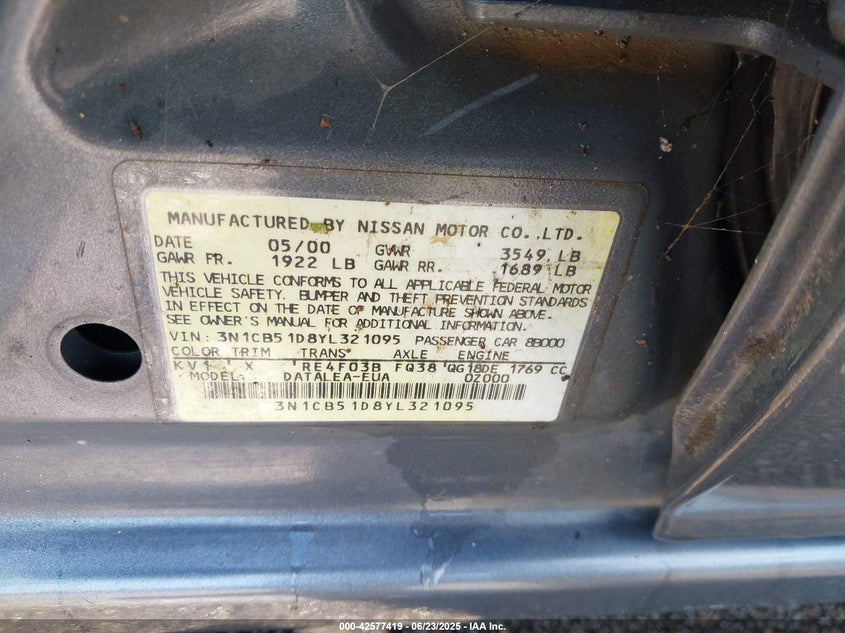 MANUFACTURED BY NISSAN MOTOR CO.,LTD.
DATE 05/00 GVWR 3549 LB
GAWR FR. 1922 LB GAWR RR. 1689 LB
THIS VEHICLE CONFORMS TO ALL APPLICABLE FEDERAL MOTOR
VEHICLE SAFETY, BUMPER AND THEFT PREVENTION STANDARDS
IN EFFECT ON THE DATE OF MANUFACTURE SHOWN ABOVE.
SEE OWNER'S MANUAL FOR ADDITIONAL INFORMATION.
VIN: 3N1CB51D8YL321095 PASSENGER CAR 8B000
COLOR TRIM TRANS AXLE ENGINE
KV1 X RE4F03B FQ38 QG18DE 1769 CC
MODEL: DATALEA-EUA 0Z000
3N1CB51D8YL321095
000-42577419 - 06/23/2025 - IAA Inc.